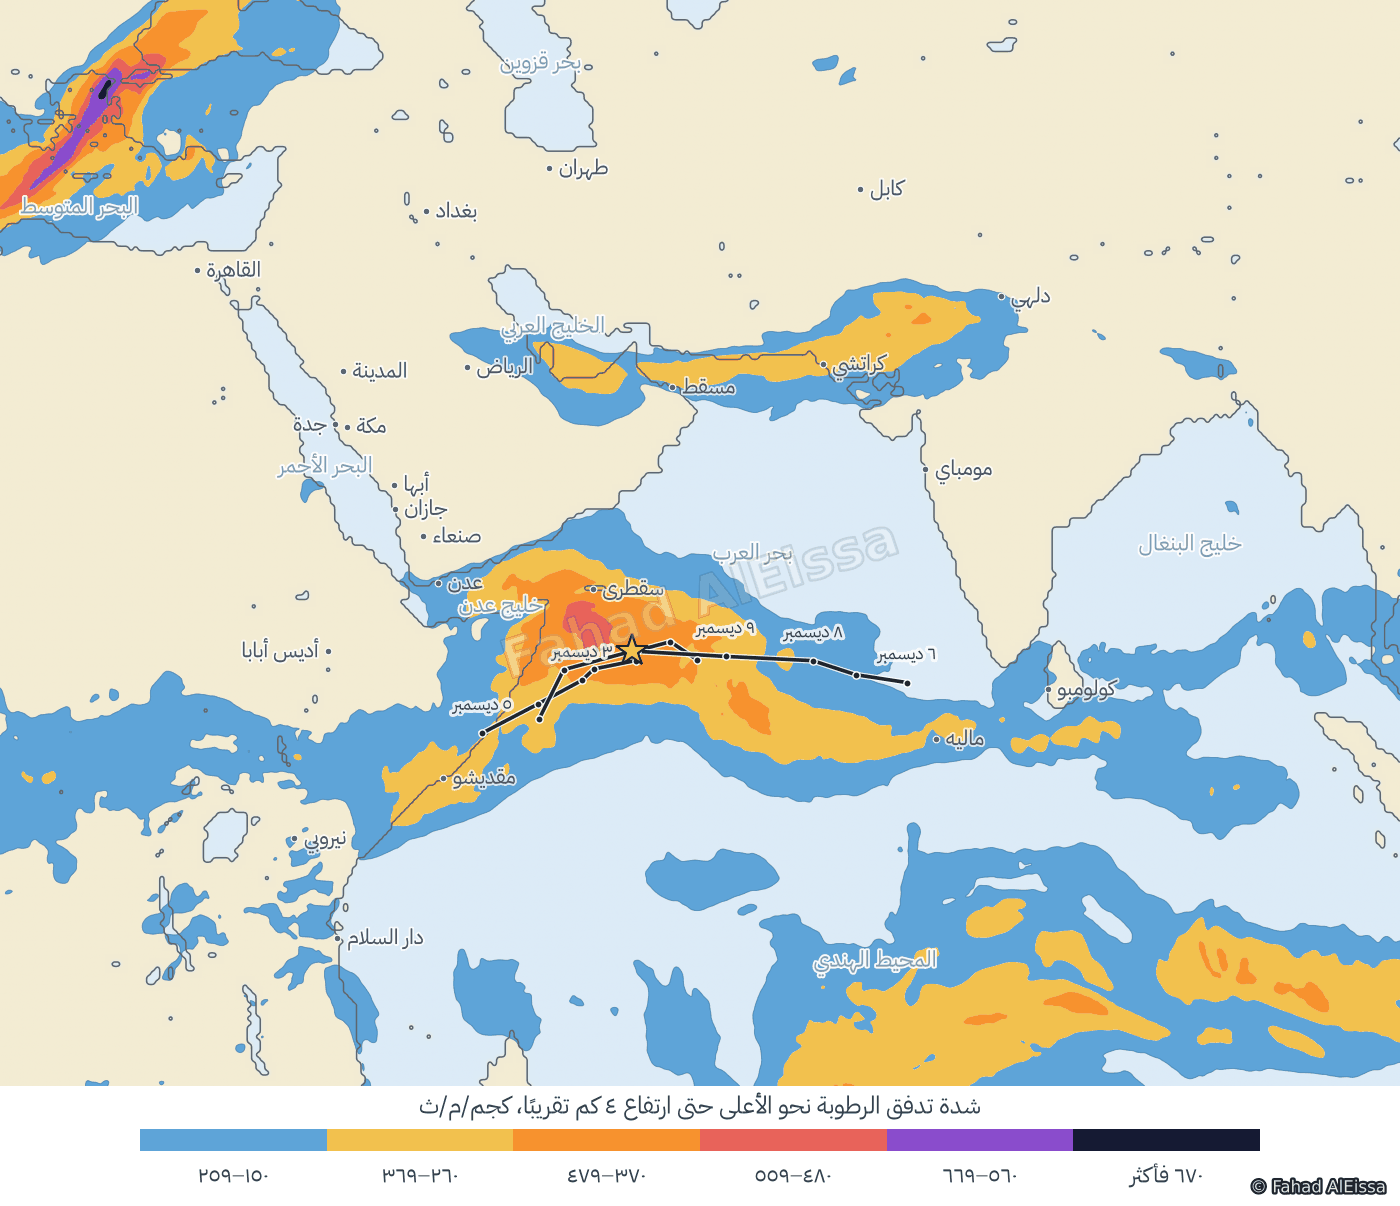 بحر قزوين
طهران
كابل
البحر المتوسط
بغداد
القاهرة
دلهي
الخليج العربي
الرياض
المدينة
كراتشي
مسقط
جدة
مكة
البحر الأحمر
مومباي
أبها
جازان
صنعاء
خليج البنغال
بحر العرب
عدن
سقطرى
خليج عدن
Fahad AlEissa
٩ ديسمبر
٨ ديسمبر
٦ ديسمبر
٣ ديسمبر
أديس أبابا
كولومبو
٥ ديسمبر
ماليه
مقديشو
نيروبي
دار السلام
المحيط الهندي
شدة تدفق الرطوبة نحو الأعلى حتى ارتفاع ٤ كم تقريبًا، كجم/م/ث
١٥٠–٢٥٩
٢٦٠–٣٦٩
٣٧٠–٤٧٩
٤٨٠–٥٥٩
٥٦٠–٦٦٩
٦٧٠ فأكثر
© Fahad AlEissa